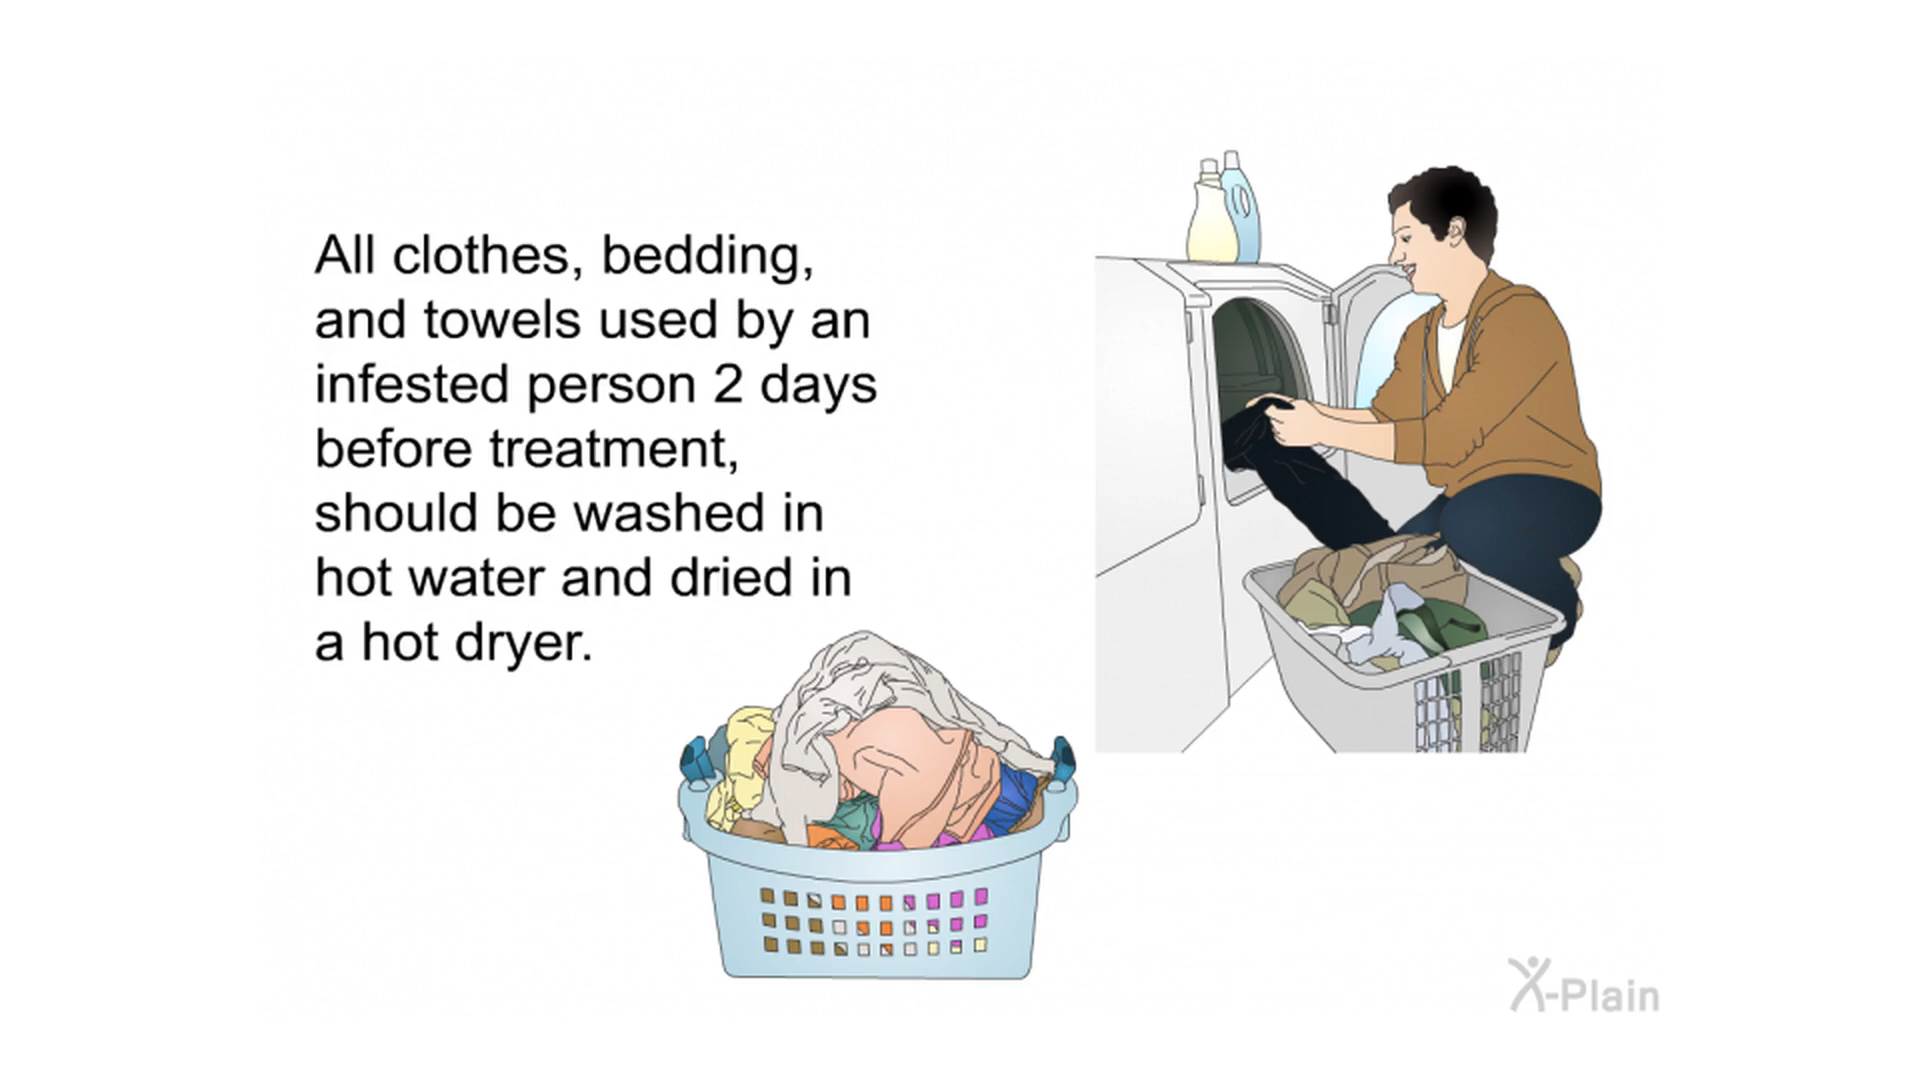 All clothes, bedding,
and towels used by an
infested person 2 days
before treatment,
should be washed in
hot water and dried in
a hot dryer.
X-Plain